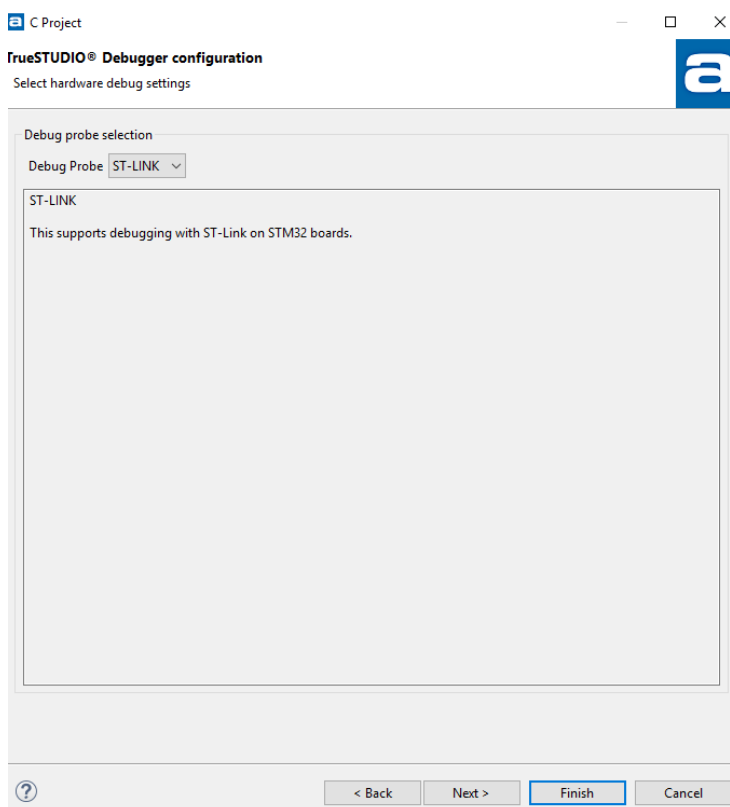 C Project
TrueSTUDIO® Debugger configuration
Select hardware debug settings
Debug probe selection
Debug Probe ST-LINK
ST-LINK
This supports debugging with ST-Link on STM32 boards.
? < Back Next > Finish Cancel